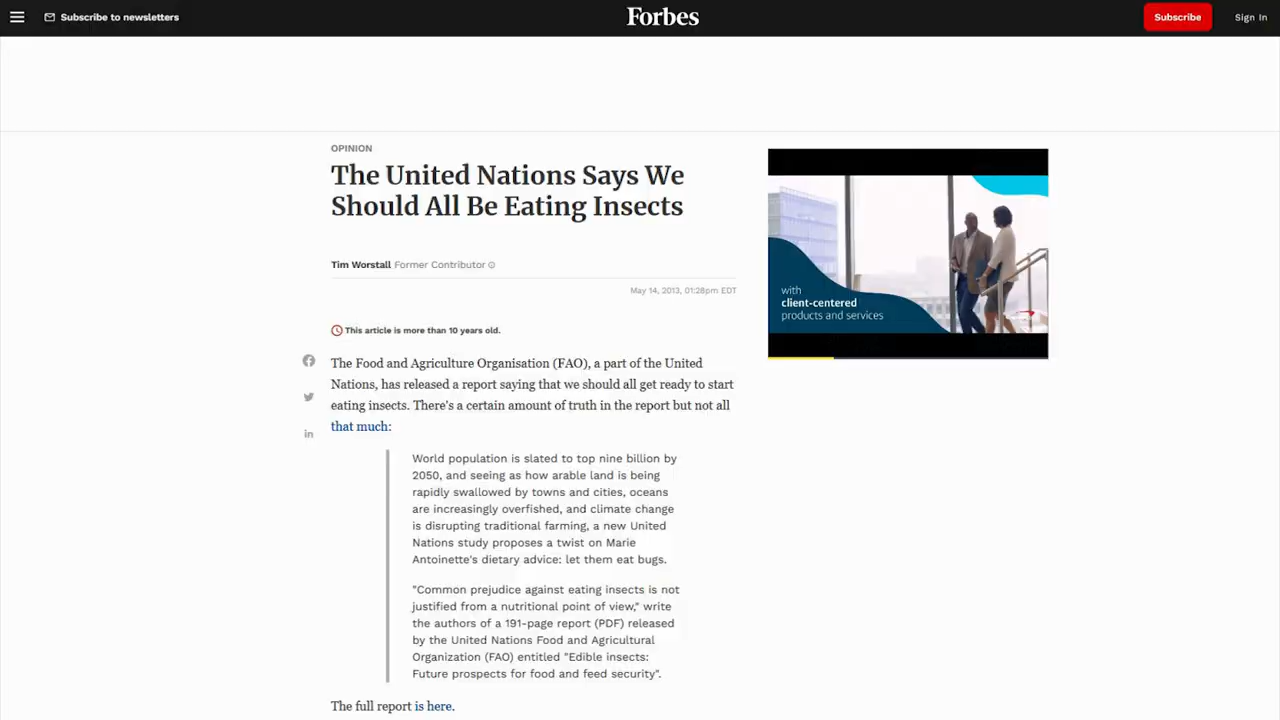 Subscribe to newsletters
Forbes
Subscribe
Sign In
OPINION
The United Nations Says We
Should All Be Eating Insects
Tim Worstall Former Contributor
May 14, 2013, 01:28pm EDT
This article is more than 10 years old.
The Food and Agriculture Organisation (FAO), a part of the United
Nations, has released a report saying that we should all get ready to start
eating insects. There's a certain amount of truth in the report but not all
that much:
World population is slated to top nine billion by
2050, and seeing as how arable land is being
rapidly swallowed by towns and cities, oceans
are increasingly overfished, and climate change
is disrupting traditional farming, a new United
Nations study proposes a twist on Marie
Antoinette's dietary advice: let them eat bugs.
"Common prejudice against eating insects is not
justified from a nutritional point of view," write
the authors of a 191-page report (PDF) released
by the United Nations Food and Agricultural
Organization (FAO) entitled "Edible insects:
Future prospects for food and feed security".
The full report is here.
with
client-centered
products and services